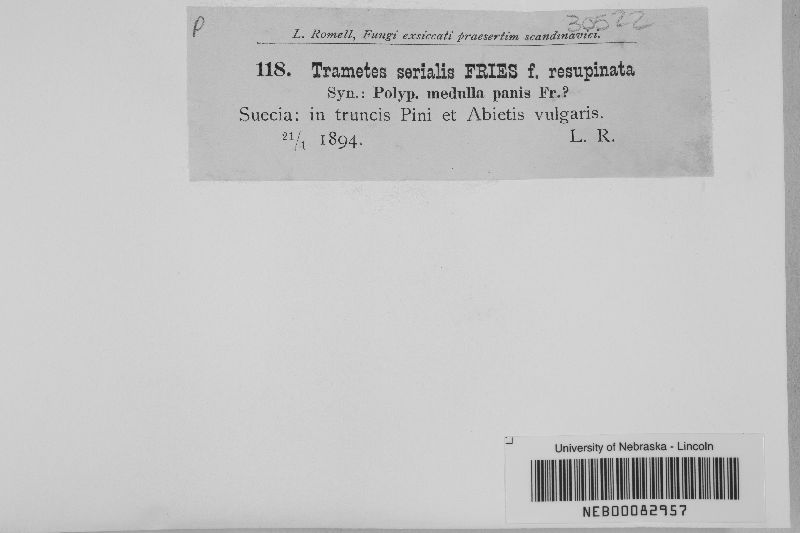 P
30522
L. Romell, Fungi exsiccati praesertim scandinavici.
118. Trametes serialis FRIES f. resupinata
Syn.: Polyp. medulla panis Fr.?
Suecia: in truncis Pini et Abietis vulgaris.
21/1 1894. L. R.
University of Nebraska - Lincoln
NEB00082957